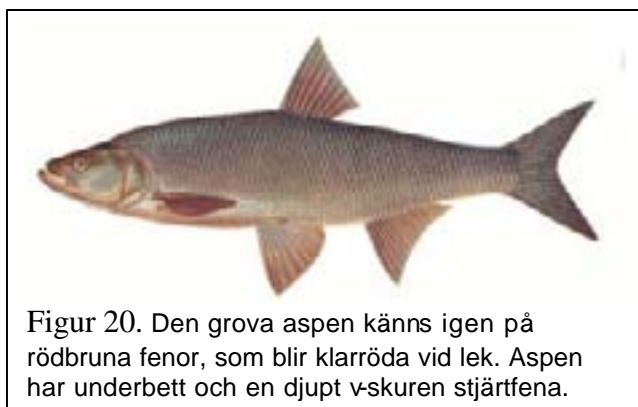 Figur 20. Den grova aspen känns igen på
rödbruna fenor, som blir klarröda vid lek. Aspen
har underbett och en djupt v-skuren stjärtfena.